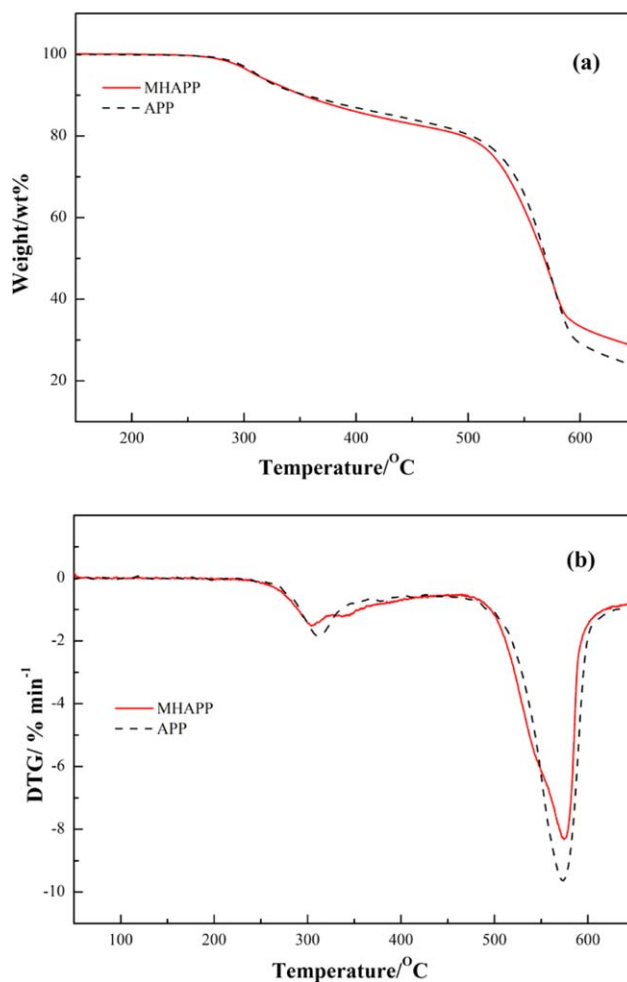 (a)
MHAPP
APP
100
80
60
40
20
Weight/wt%
200 300 400 500 600
Temperature/°C
(b)
MHAPP
APP
0
-2
-4
-6
-8
-10
DTG/ % min⁻¹
100 200 300 400 500 600
Temperature/°C